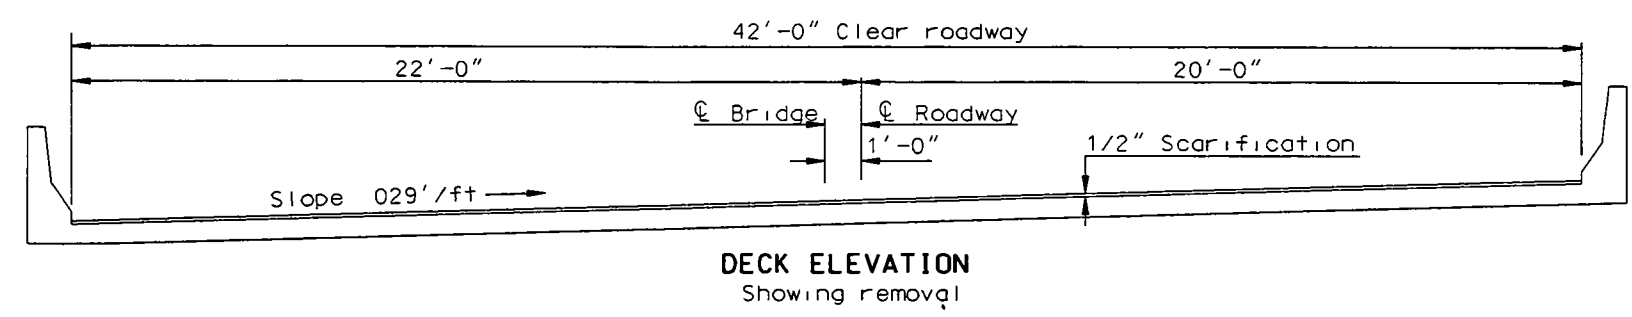 42'-0" Clear roadway
22'-0"
20'-0"
℄ Bridge
℄ Roadway
1'-0"
1/2" Scarification
Slope 029'/ft
DECK ELEVATION
Showing removal